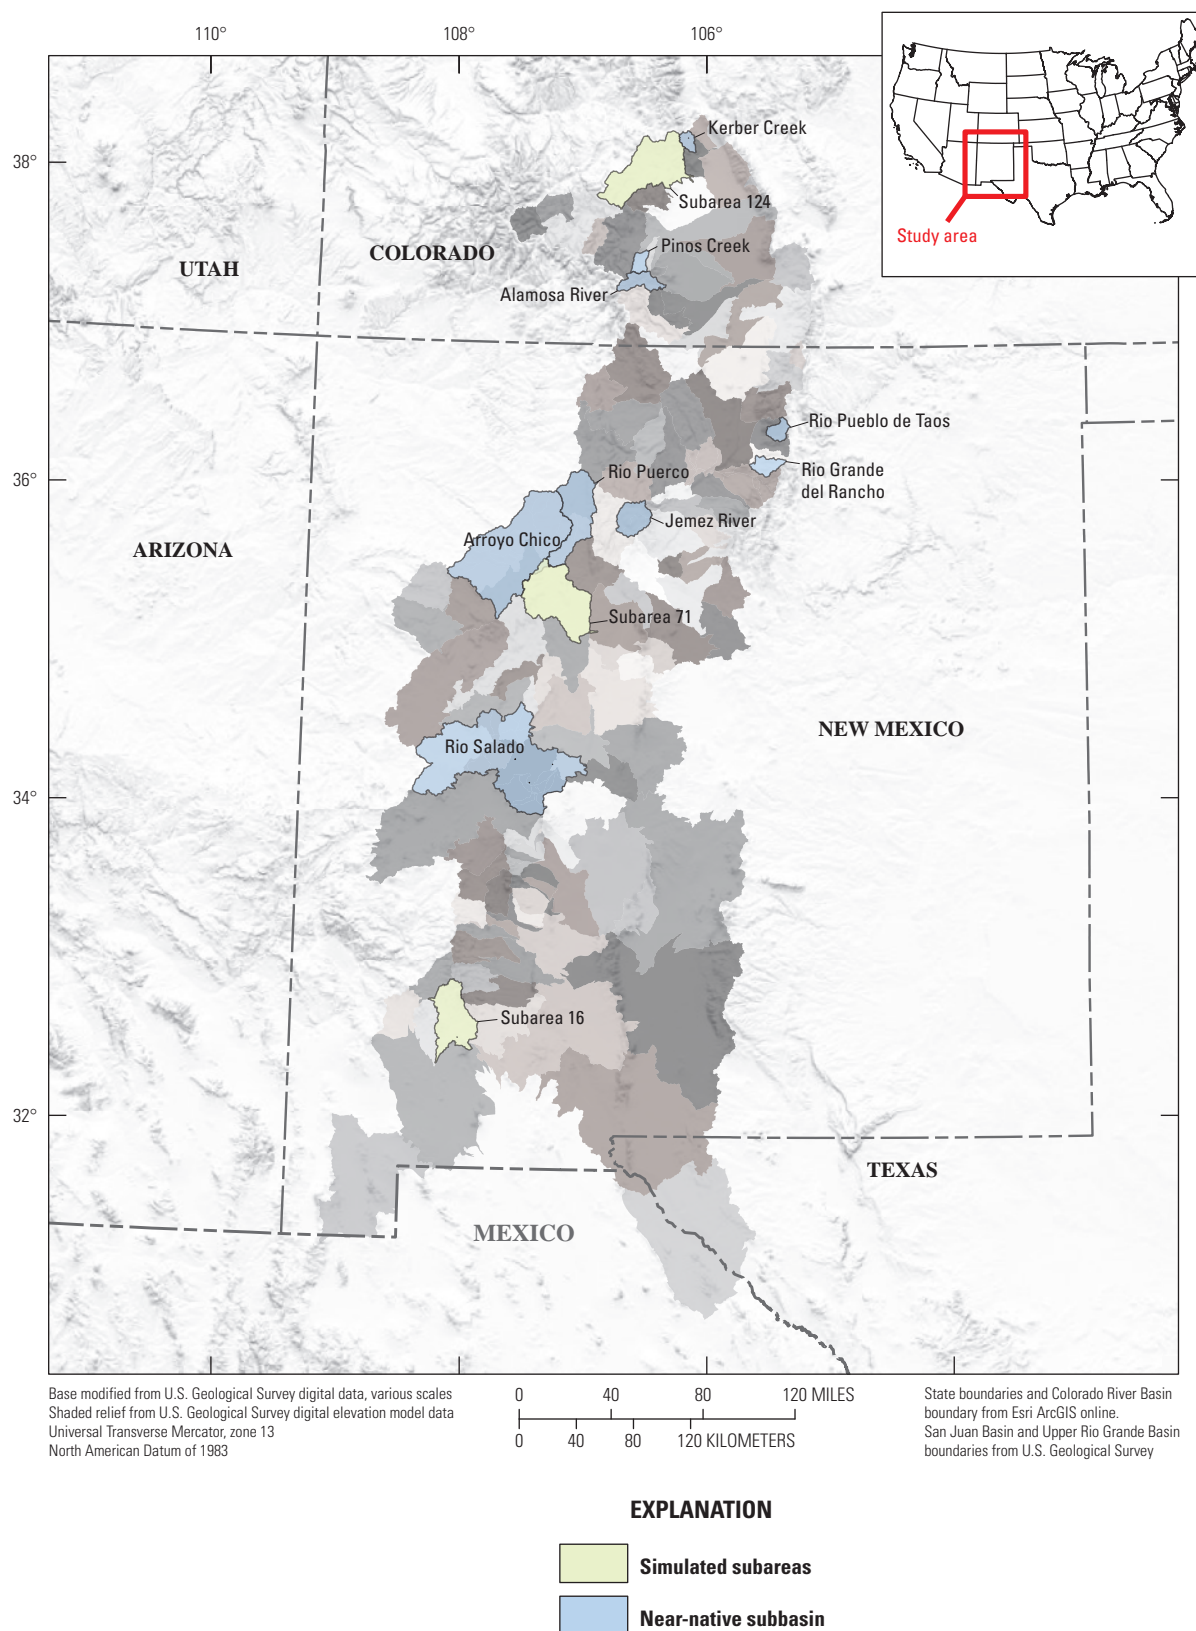 110°
108°
106°
38°
36°
34°
32°
Study area
Kerber Creek
Subarea 124
COLORADO
Pinos Creek
UTAH
Alamosa River
Rio Pueblo de Taos
Rio Puerco
Rio Grande
del Rancho
Jemez River
Arroyo Chico
ARIZONA
Subarea 71
NEW MEXICO
Rio Salado
Subarea 16
TEXAS
MEXICO
Base modified from U.S. Geological Survey digital data, various scales
Shaded relief from U.S. Geological Survey digital elevation model data
Universal Transverse Mercator, zone 13
North American Datum of 1983
0 40 80 120 MILES
0 40 80 120 KILOMETERS
State boundaries and Colorado River Basin
boundary from Esri ArcGIS online.
San Juan Basin and Upper Rio Grande Basin
boundaries from U.S. Geological Survey
EXPLANATION
Simulated subareas
Near-native subbasin